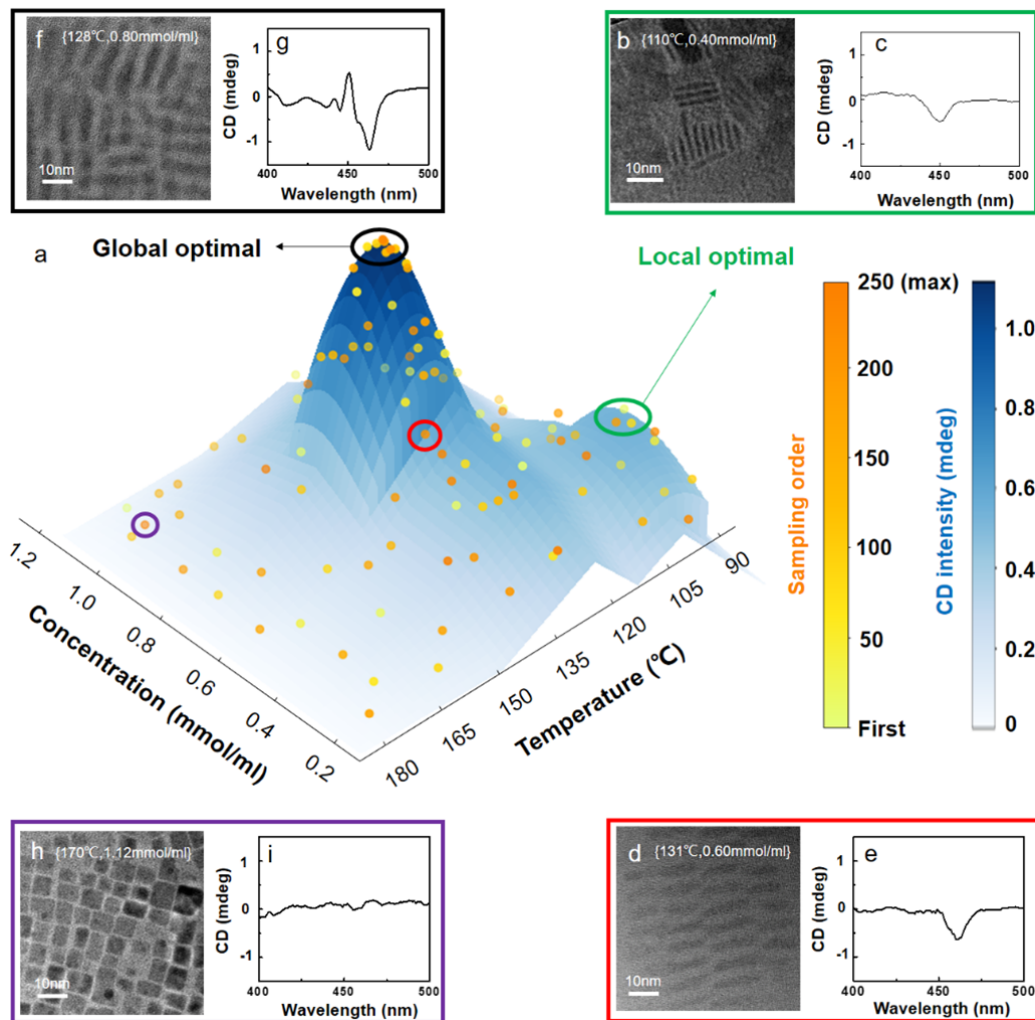 f
{128℃,0.80mmol/ml}
10nm
g
CD (mdeg)
1
0
-1
400
450
500
Wavelength (nm)
b
{110℃,0.40mmol/ml}
10nm
c
CD (mdeg)
1
0
-1
400
450
500
Wavelength (nm)
a
Global optimal
Local optimal
1.2
1.0
0.8
0.6
0.4
0.2
Concentration (mmol/ml)
180
165
150
135
120
105
90
Temperature (℃)
Sampling order
250 (max)
200
150
100
50
First
CD intensity (mdeg)
1.0
0.8
0.6
0.4
0.2
0
h
{170℃,1.12mmol/ml}
10nm
i
CD (mdeg)
1
0
-1
400
450
500
Wavelength (nm)
d
{131℃,0.60mmol/ml}
10nm
e
CD (mdeg)
1
0
-1
400
450
500
Wavelength (nm)